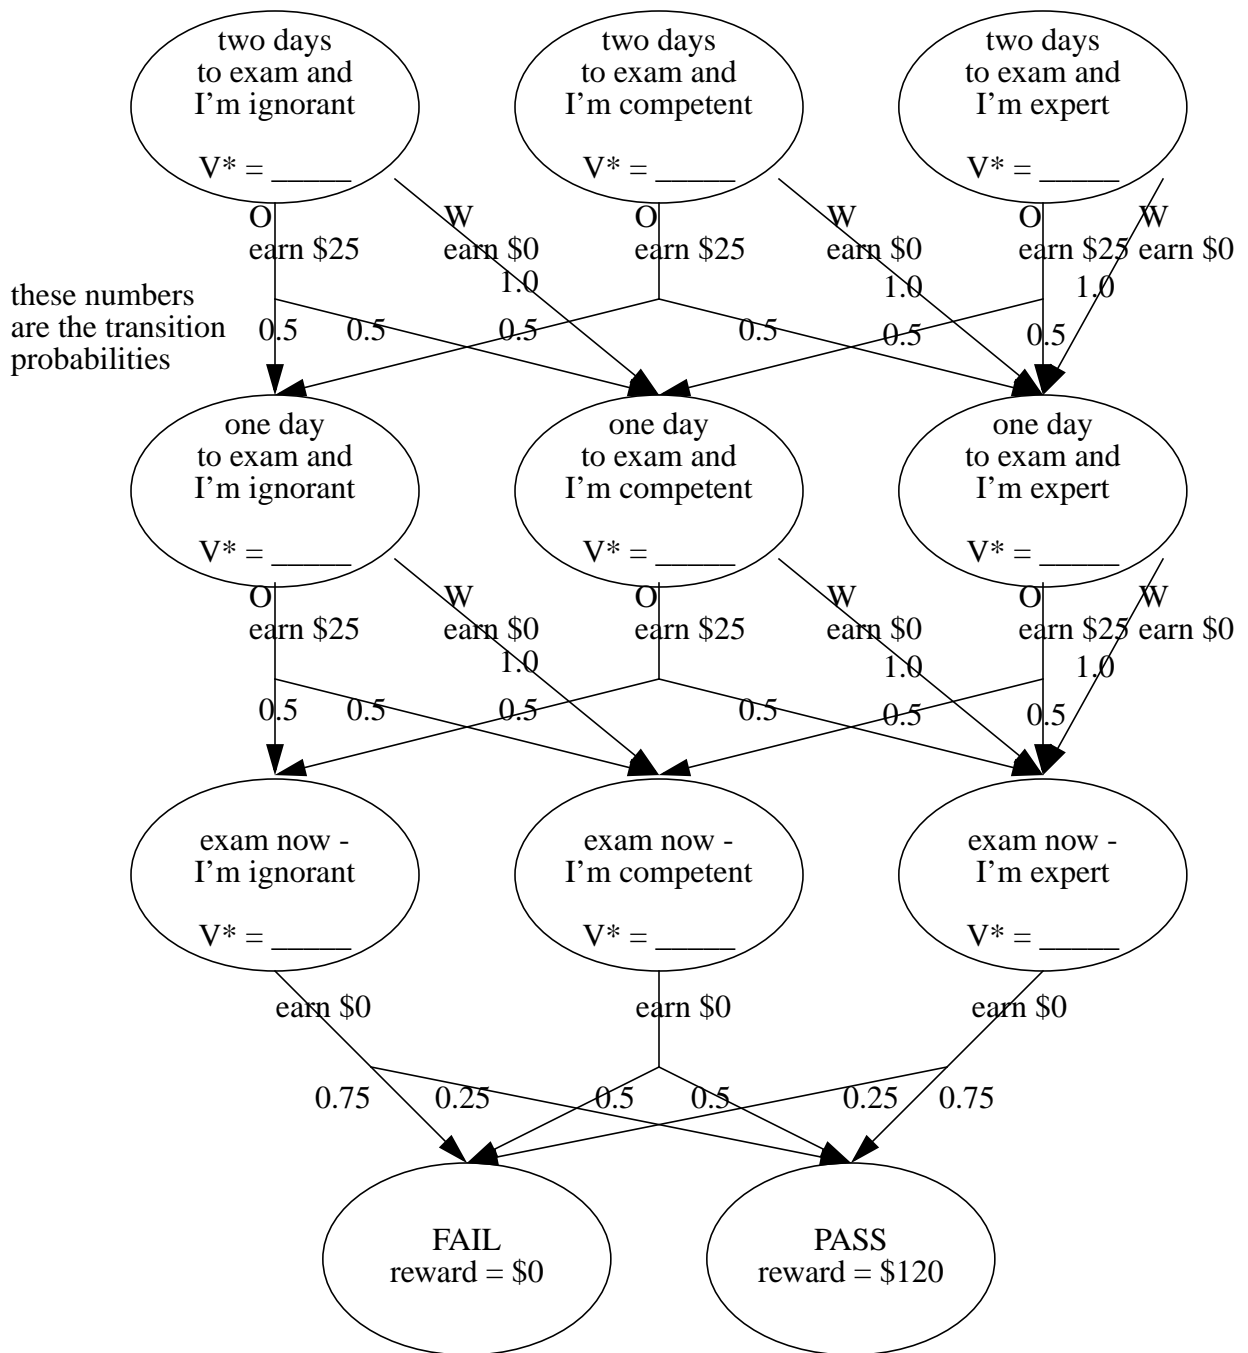 two days
to exam and
I'm ignorant
V* = _____
two days
to exam and
I'm competent
V* = _____
two days
to exam and
I'm expert
V* = _____
O
earn $25
W
earn $0
1.0
O
earn $25
W
earn $0
1.0
O
earn $25
W
earn $0
1.0
these numbers
are the transition
probabilities
0.5
0.5
0.5
0.5
0.5
0.5
one day
to exam and
I'm ignorant
V* = _____
one day
to exam and
I'm competent
V* = _____
one day
to exam and
I'm expert
V* = _____
O
earn $25
W
earn $0
1.0
O
earn $25
W
earn $0
1.0
O
earn $25
W
earn $0
1.0
0.5
0.5
0.5
0.5
0.5
0.5
exam now -
I'm ignorant
V* = _____
exam now -
I'm competent
V* = _____
exam now -
I'm expert
V* = _____
earn $0
earn $0
earn $0
0.75
0.25
0.5
0.5
0.25
0.75
FAIL
reward = $0
PASS
reward = $120